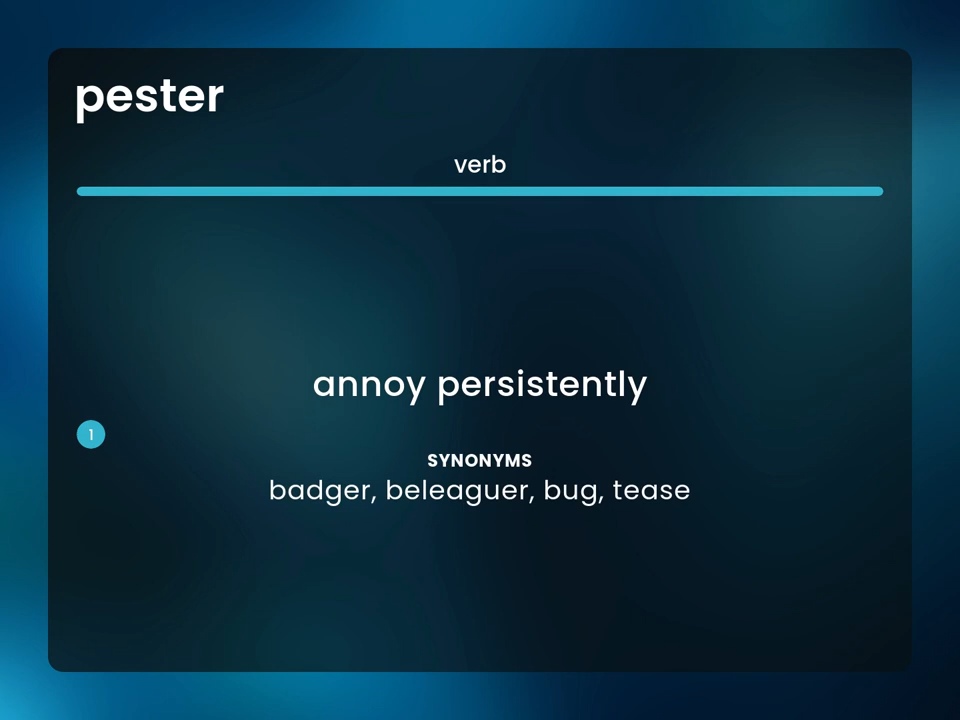 pester
verb
annoy persistently
1
SYNONYMS
badger, beleaguer, bug, tease